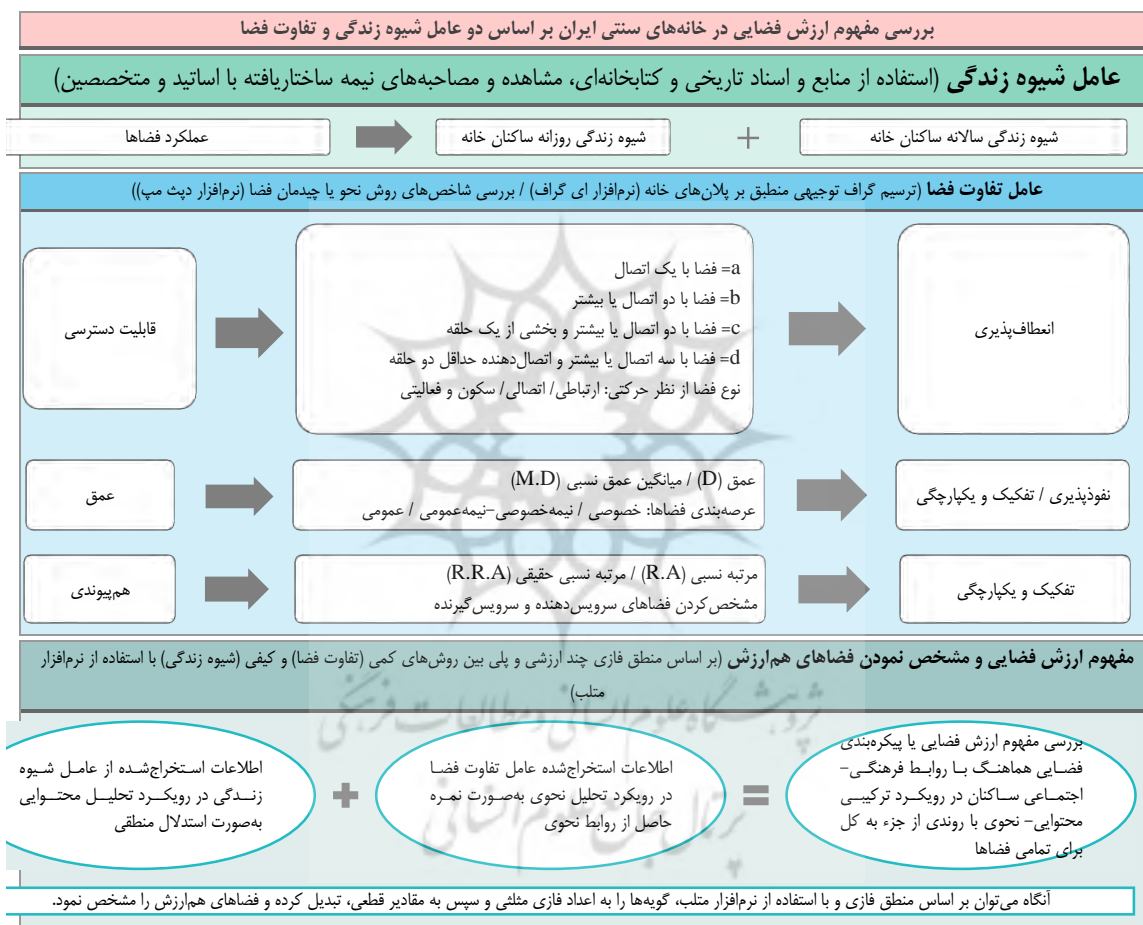 بررسی مفهوم ارزش فضایی در خانه‌های سنتی ایران بر اساس دو عامل شیوه زندگی و تفاوت فضا
عامل شیوه زندگی (استفاده از منابع و اسناد تاریخی و کتابخانه‌ای، مشاهده و مصاحبه‌های نیمه ساختاریافته با اساتید و متخصصین)
شیوه زندگی سالانه ساکنان خانه
+
شیوه زندگی روزانه ساکنان خانه
عملکرد فضاها
عامل تفاوت فضا (ترسیم گراف توجیهی منطبق بر پلان‌های خانه (نرم‌افزار ای گراف) / بررسی شاخص‌های روش نحو یا چیدمان فضا (نرم‌افزار دپث مپ))
انعطاف‌پذیری
a= فضا با یک اتصال
b= فضا با دو اتصال یا بیشتر
c= فضا با دو اتصال یا بیشتر و بخشی از یک حلقه
d= فضا با سه اتصال یا بیشتر و اتصال‌دهنده حداقل دو حلقه
نوع فضا از نظر حرکتی: ارتباطی/ اتصالی/ سکون و فعالیتی
قابلیت دسترسی
نفوذپذیری / تفکیک و یکپارچگی
عمق (D) / میانگین عمق نسبی (M.D)
عرصه‌بندی فضاها: خصوصی / نیمه‌خصوصی-نیمه‌عمومی / عمومی
عمق
تفکیک و یکپارچگی
مرتبه نسبی (R.A) / مرتبه نسبی حقیقی (R.R.A)
مشخص‌کردن فضاهای سرویس‌دهنده و سرویس‌گیرنده
هم‌پیوندی
مفهوم ارزش فضایی و مشخص نمودن فضاهای هم‌ارزش (بر اساس منطق فازی چند ارزشی و پلی بین روش‌های کمی (تفاوت فضا) و کیفی (شیوه زندگی) با استفاده از نرم‌افزار
متلب)
بررسی مفهوم ارزش فضایی یا پیکره‌بندی
فضایی هماهنگ با روابط فرهنگی-
اجتماعی ساکنان در رویکرد ترکیبی
محتوایی- نحوی با روندی از جزء به کل
برای تمامی فضاها
=
اطلاعات استخراج‌شده عامل تفاوت فضا
در رویکرد تحلیل نحوی به‌صورت نمره
حاصل از روابط نحوی
+
اطلاعات استخراج‌شده از عامل شیوه
زندگی در رویکرد تحلیل محتوایی
به‌صورت استدلال منطقی
آنگاه می‌توان بر اساس منطق فازی و با استفاده از نرم‌افزار متلب، گویه‌ها را به اعداد فازی مثلثی و سپس به مقادیر قطعی، تبدیل کرده و فضاهای هم‌ارزش را مشخص نمود.
پژوهشگاه علوم انسانی و مطالعات فرهنگی
پرتال جامع علوم انسانی